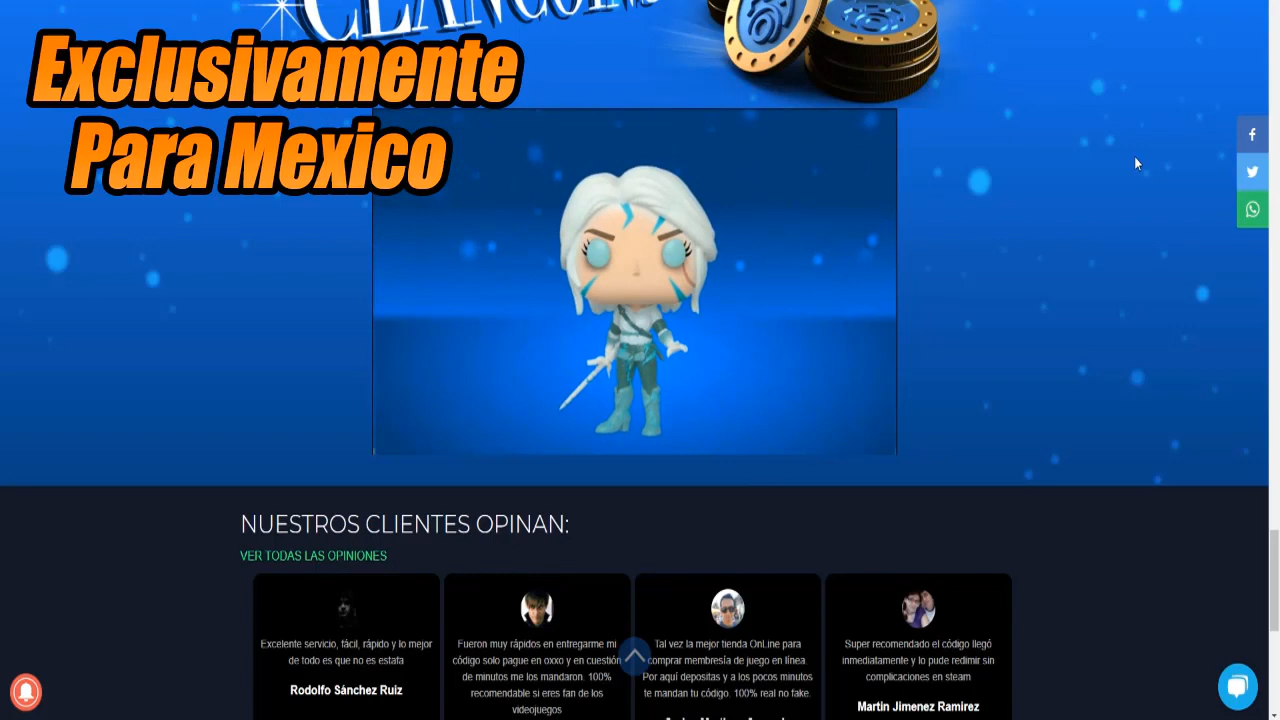 CLANCOINS
Exclusivamente
Para Mexico
NUESTROS CLIENTES OPINAN:
VER TODAS LAS OPINIONES
Excelente servicio, fácil, rápido y lo mejor
de todo es que no es estafa
Rodolfo Sánchez Ruiz
Fueron muy rápidos en entregarme mi
código solo pague en oxxo y en cuestión
de minutos me los mandaron. 100%
recomendable si eres fan de los
videojuegos
Tal vez la mejor tienda OnLine para
comprar membresía de juego en línea.
Por aquí depositas y a los pocos minutos
te mandan tu código. 100% real no fake.
Super recomendado el código llegó
inmediatamente y lo pude redimir sin
complicaciones en steam
Martin Jimenez Ramirez